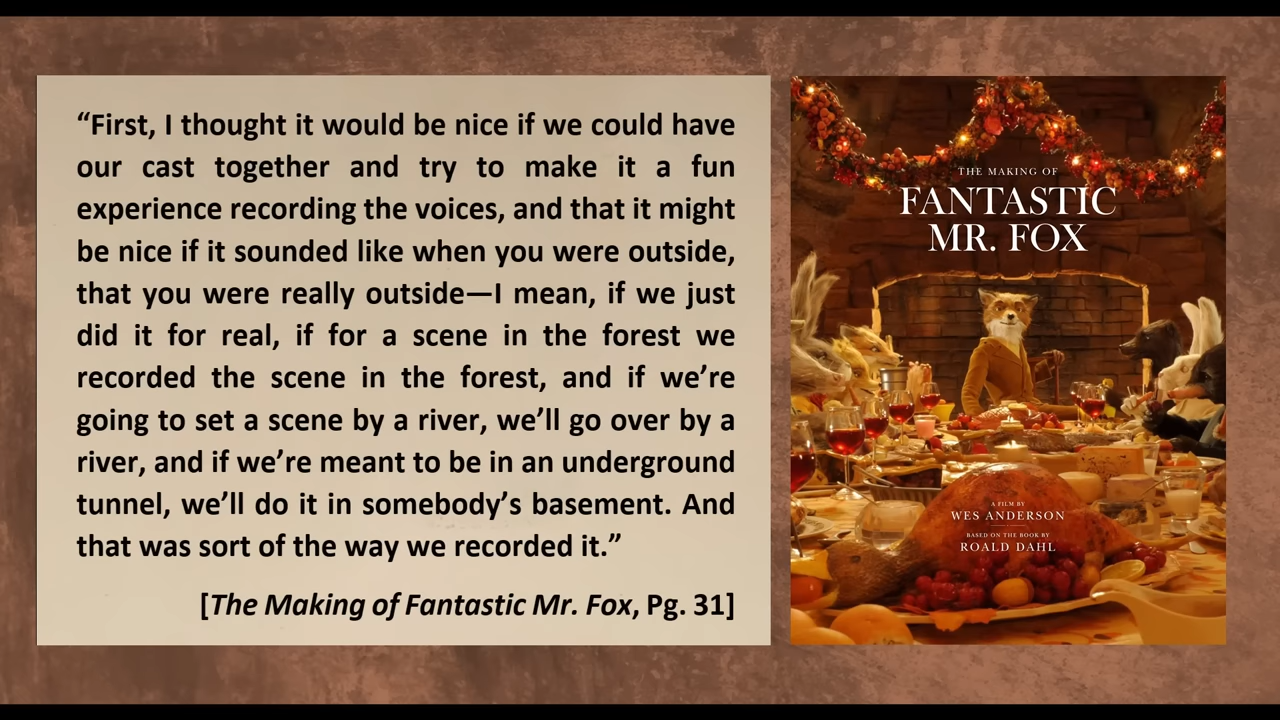 “First, I thought it would be nice if we could have
our cast together and try to make it a fun
experience recording the voices, and that it might
be nice if it sounded like when you were outside,
that you were really outside—I mean, if we just
did it for real, if for a scene in the forest we
recorded the scene in the forest, and if we’re
going to set a scene by a river, we’ll go over by a
river, and if we’re meant to be in an underground
tunnel, we’ll do it in somebody’s basement. And
that was sort of the way we recorded it.”
[The Making of Fantastic Mr. Fox, Pg. 31]
THE MAKING OF
FANTASTIC
MR. FOX
A FILM BY
WES ANDERSON
BASED ON THE BOOK BY
ROALD DAHL